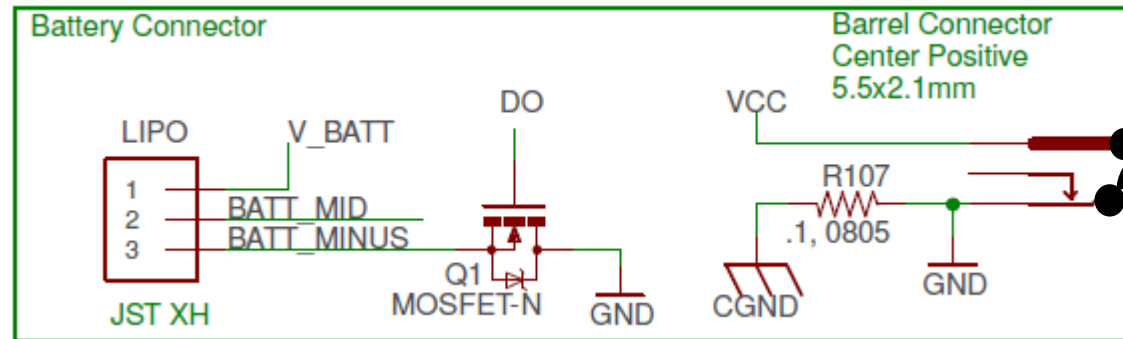 Battery Connector
Barrel Connector
Center Positive
5.5x2.1mm
DO
VCC
LIPO
V_BATT
1
2
3
BATT_MID
BATT_MINUS
R107
.1, 0805
Q1
MOSFET-N
GND
CGND
GND
JST XH